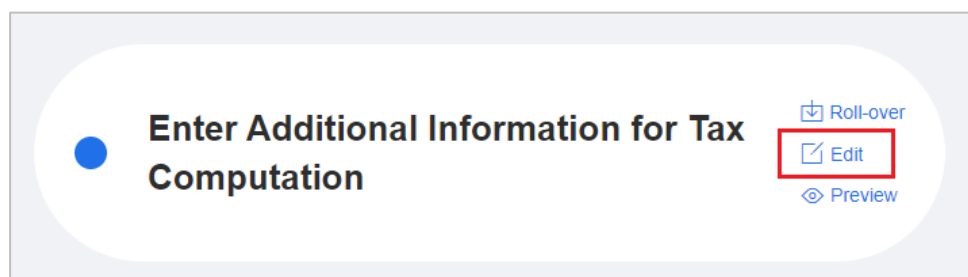 Enter Additional Information for Tax
Computation
Roll-over
Edit
Preview